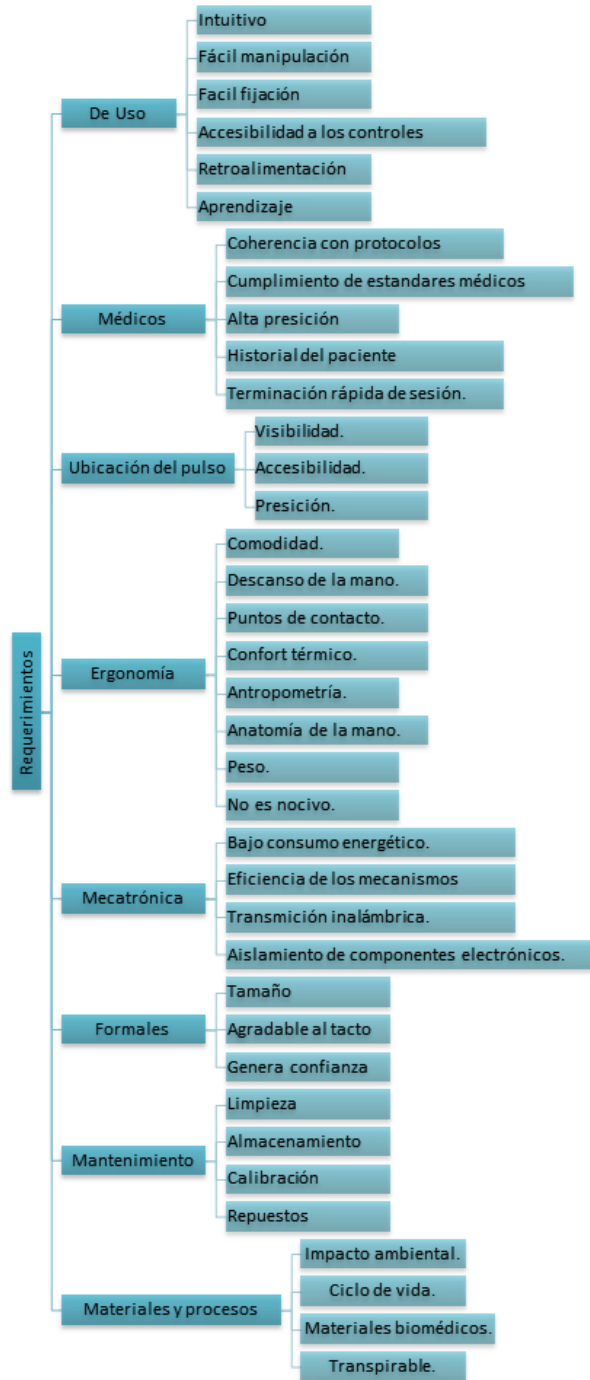 Requerimientos
De Uso
Intuitivo
Fácil manipulación
Facil fijación
Accesibilidad a los controles
Retroalimentación
Aprendizaje
Médicos
Coherencia con protocolos
Cumplimiento de estandares médicos
Alta presición
Historial del paciente
Terminación rápida de sesión.
Ubicación del pulso
Visibilidad.
Accesibilidad.
Presición.
Ergonomía
Comodidad.
Descanso de la mano.
Puntos de contacto.
Confort térmico.
Antropometría.
Anatomía de la mano.
Peso.
No es nocivo.
Mecatrónica
Bajo consumo energético.
Eficiencia de los mecanismos
Transmición inalámbrica.
Aislamiento de componentes electrónicos.
Formales
Tamaño
Agradable al tacto
Genera confianza
Mantenimiento
Limpieza
Almacenamiento
Calibración
Repuestos
Materiales y procesos
Impacto ambiental.
Ciclo de vida.
Materiales biomédicos.
Transpirable.